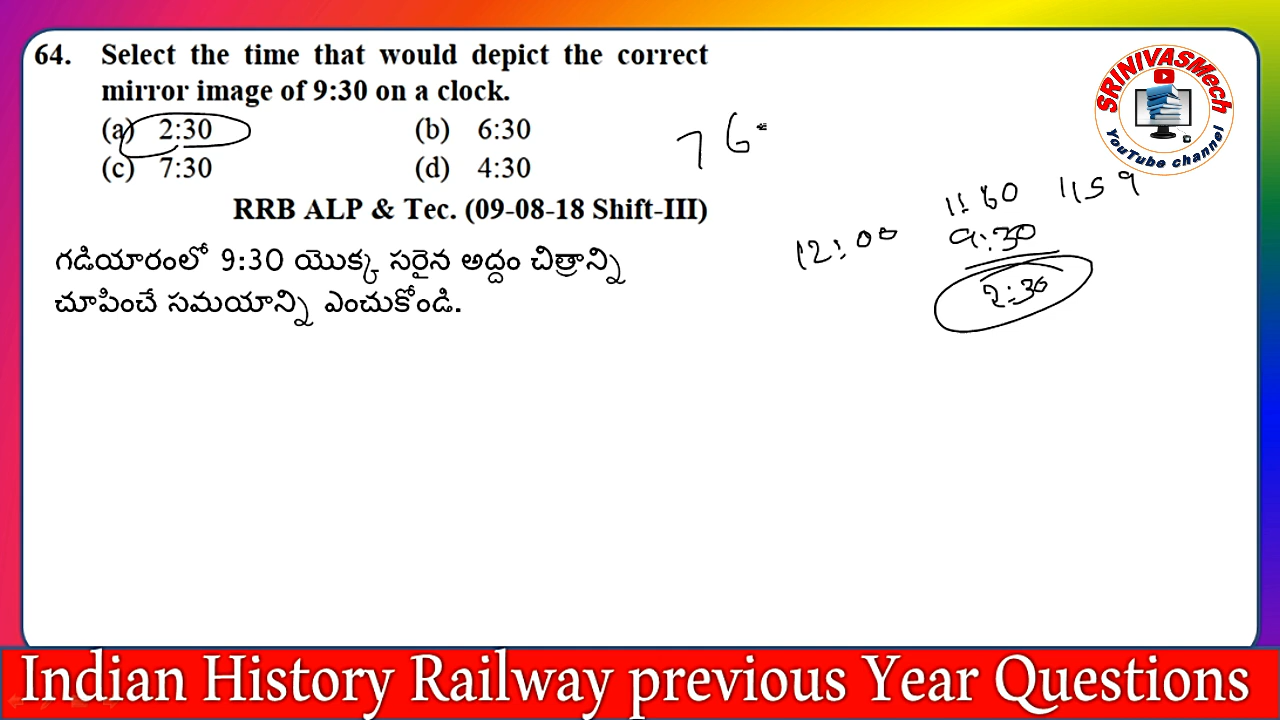 64. Select the time that would depict the correct
mirror image of 9:30 on a clock.
(a) 2:30 (b) 6:30
(c) 7:30 (d) 4:30
RRB ALP & Tec. (09-08-18 Shift-III)
గడియారంలో 9:30 యొక్క సరైన అద్దం చిత్రాన్ని
చూపించే సమయాన్ని ఎంచుకోండి.
SRINIVASMech
YouTube channel
12:00
11:60 1159
9:30
2:30
Indian History Railway previous Year Questions